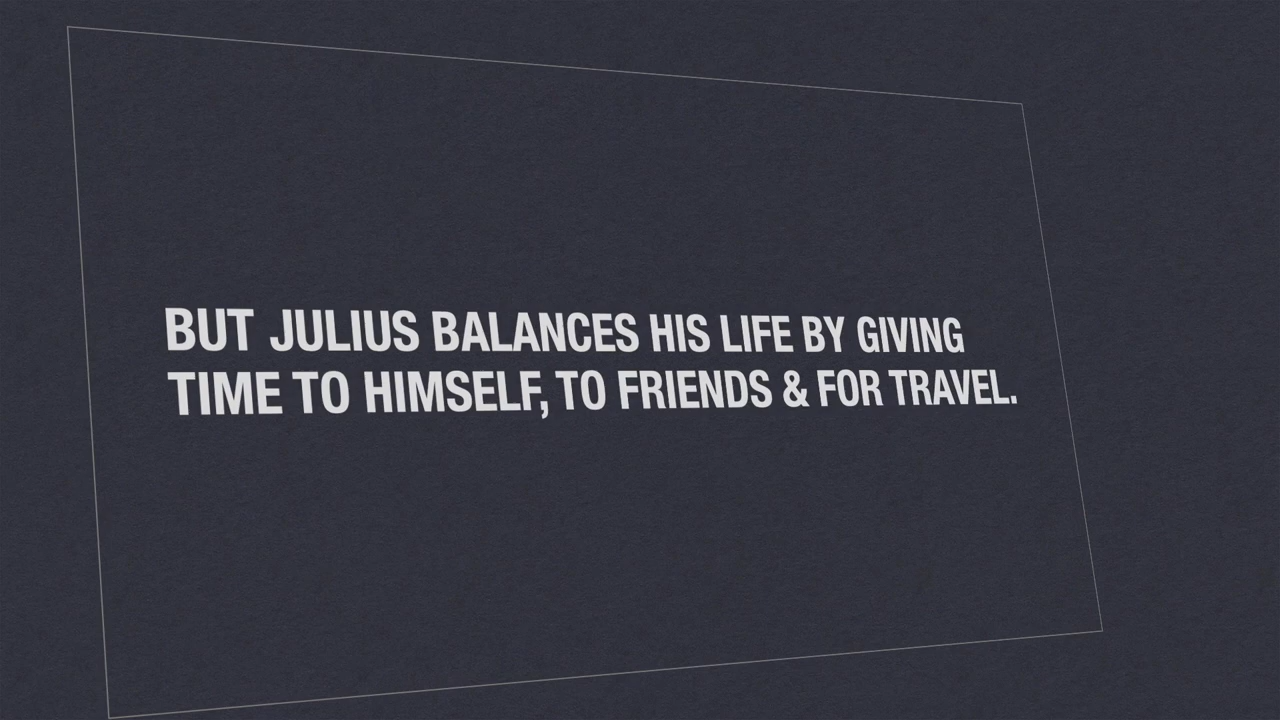 BUT JULIUS BALANCES HIS LIFE BY GIVING
TIME TO HIMSELF, TO FRIENDS & FOR TRAVEL.